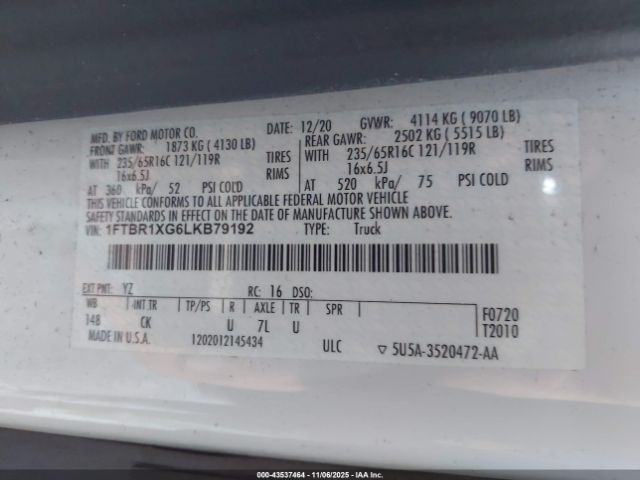 MFD. BY FORD MOTOR CO. DATE: 12/20 GVWR: 4114 KG ( 9070 LB)
FRONT GAWR: 1873 KG ( 4130 LB) REAR GAWR: 2502 KG ( 5515 LB)
WITH 235/65R16C 121/119R TIRES WITH 235/65R16C 121/119R TIRES
16x6.5J RIMS 16x6.5J RIMS
AT 360 kPa/ 52 PSI COLD AT 520 kPa/ 75 PSI COLD
THIS VEHICLE CONFORMS TO ALL APPLICABLE FEDERAL MOTOR VEHICLE
SAFETY STANDARDS IN EFFECT ON THE DATE OF MANUFACTURE SHOWN ABOVE.
VIN: 1FTBR1XG6LKB79192 TYPE: Truck
EXT PNT: YZ RC: 16 DSO:
WB INT TR TP/PS R AXLE TR SPR F0720
148 CK U 7L U T2010
MADE IN U.S.A. 1202012145434 ULC ▽ 5U5A-3520472-AA
000-43537464 - 11/06/2025 - IAA Inc.